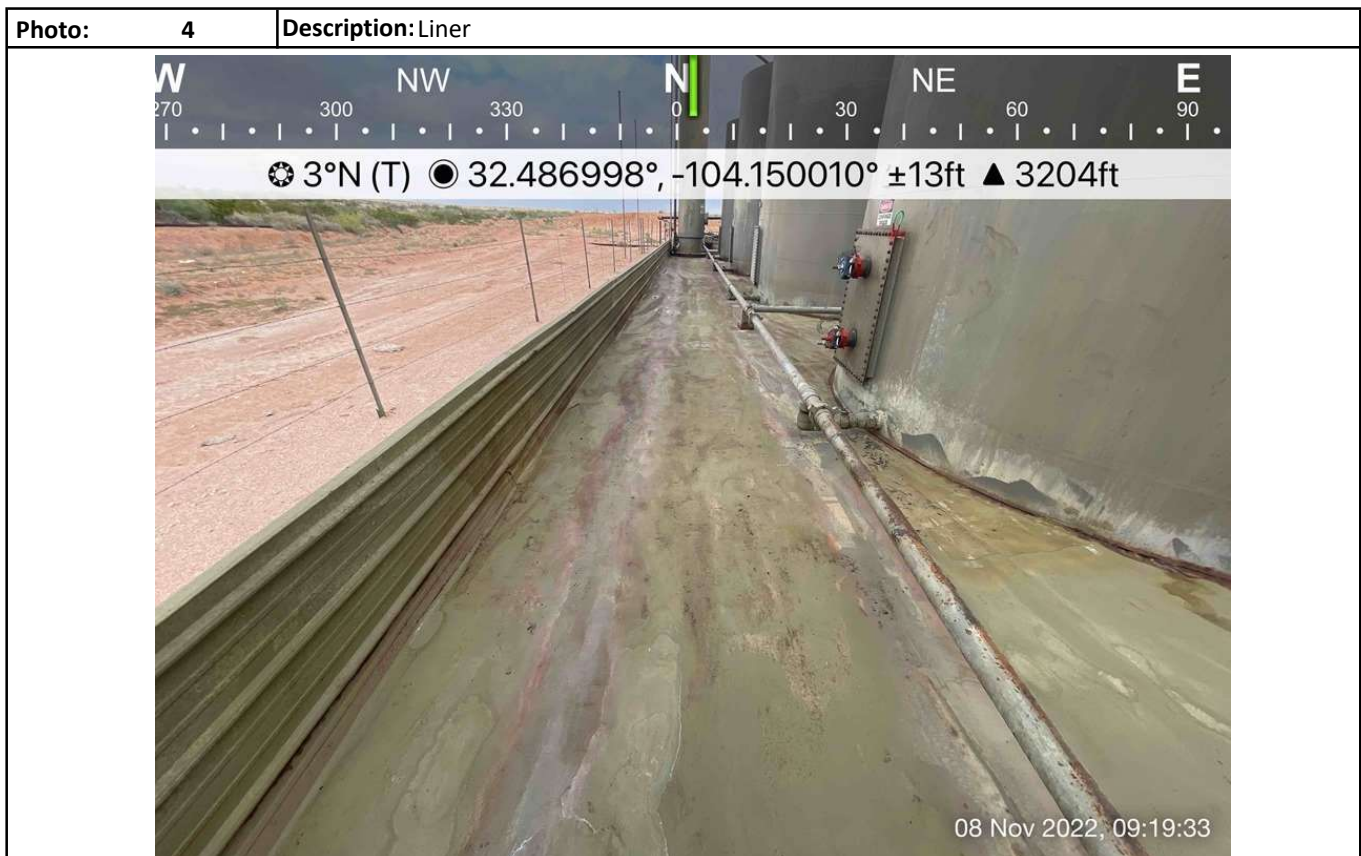 Photo: 4 Description: Liner
W NW N NE E
270 300 330 0 30 60 90
3°N (T) 32.486998°, -104.150010° ±13ft ▲ 3204ft
08 Nov 2022, 09:19:33